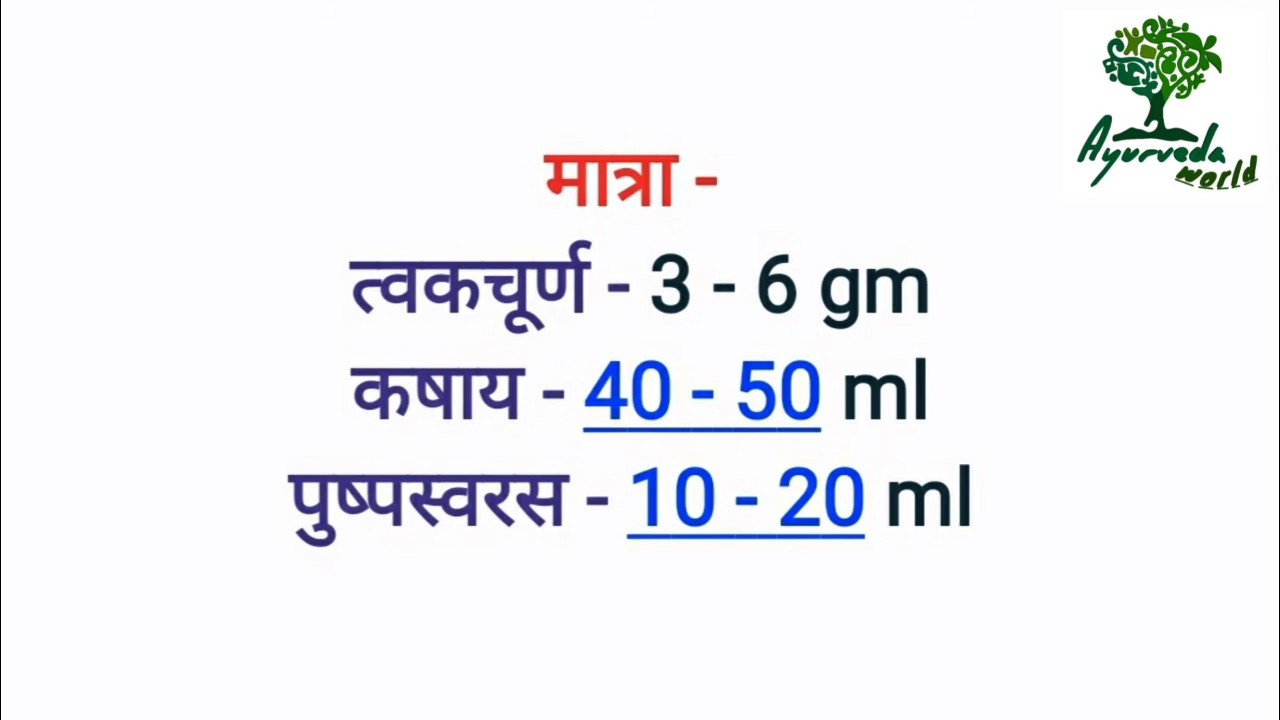 Ayurveda
world
मात्रा -
त्वकचूर्ण - 3 - 6 gm
कषाय - 40 - 50 ml
पुष्पस्वरस - 10 - 20 ml